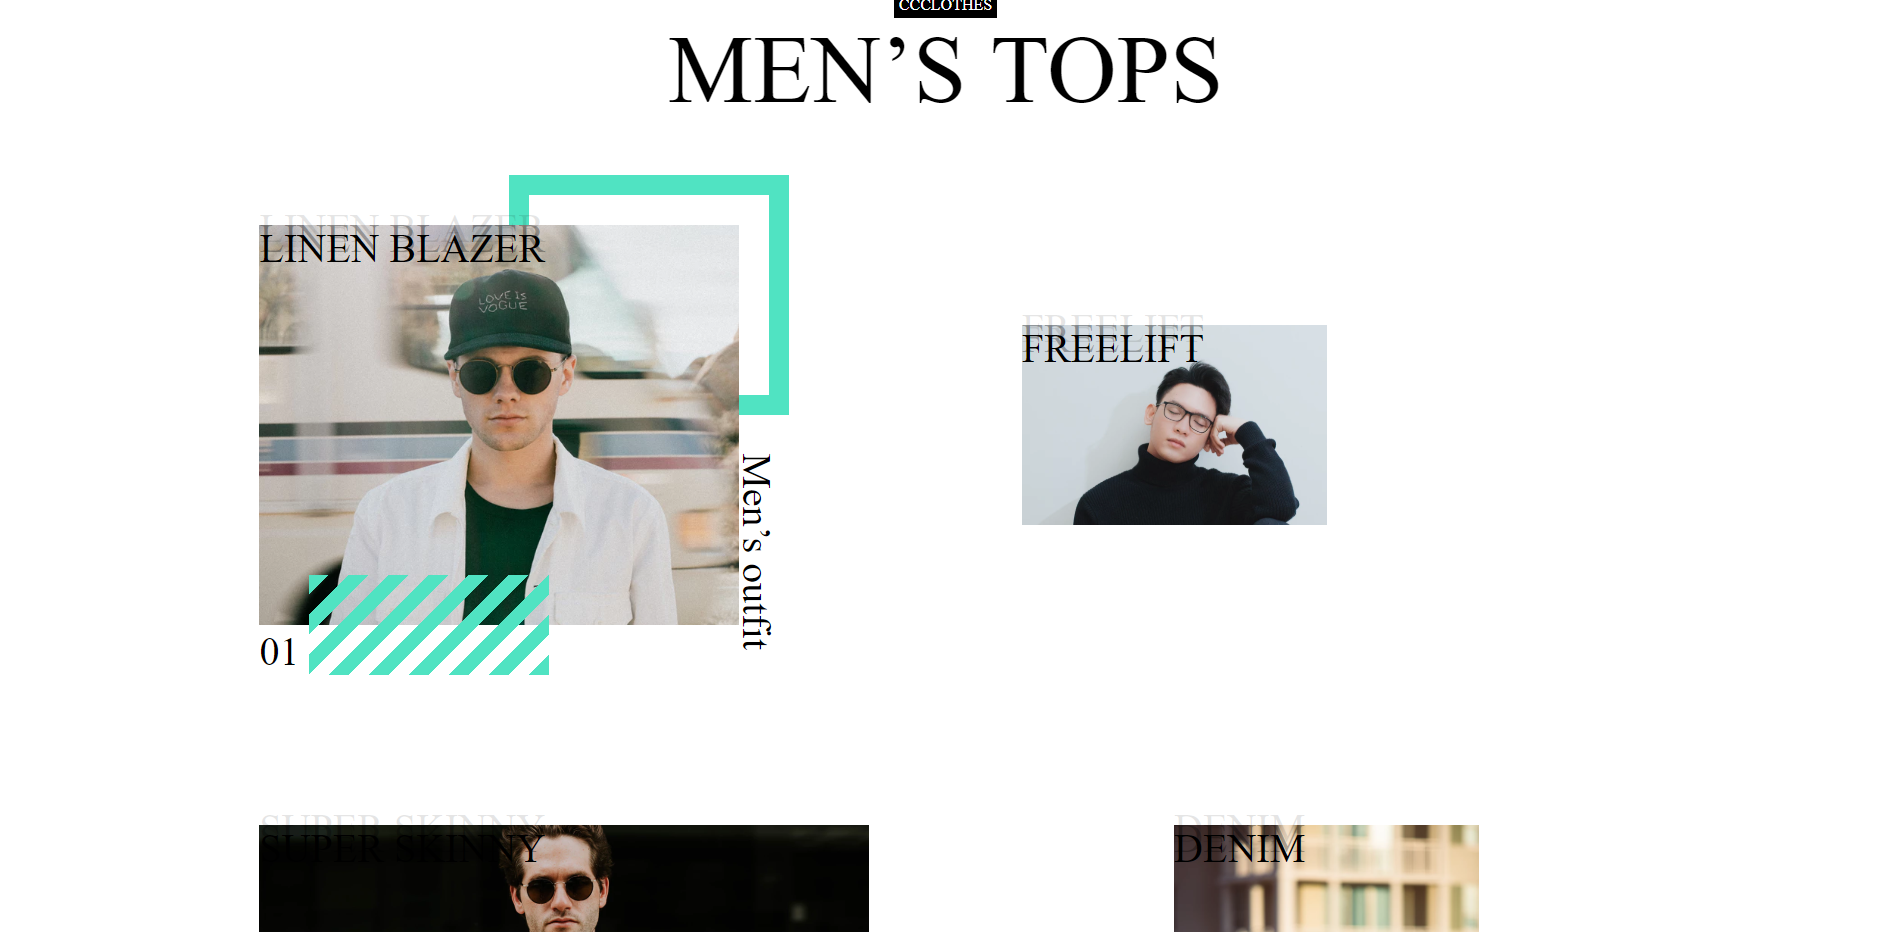 CCCLOTHES
MEN’S TOPS
LINEN BLAZER
LINEN BLAZER
LOVE IS
VOGUE
Men’s outfit
01
FREELIFT
FREELIFT
SUPER SKINNY
SUPER SKINNY
DENIM
DENIM